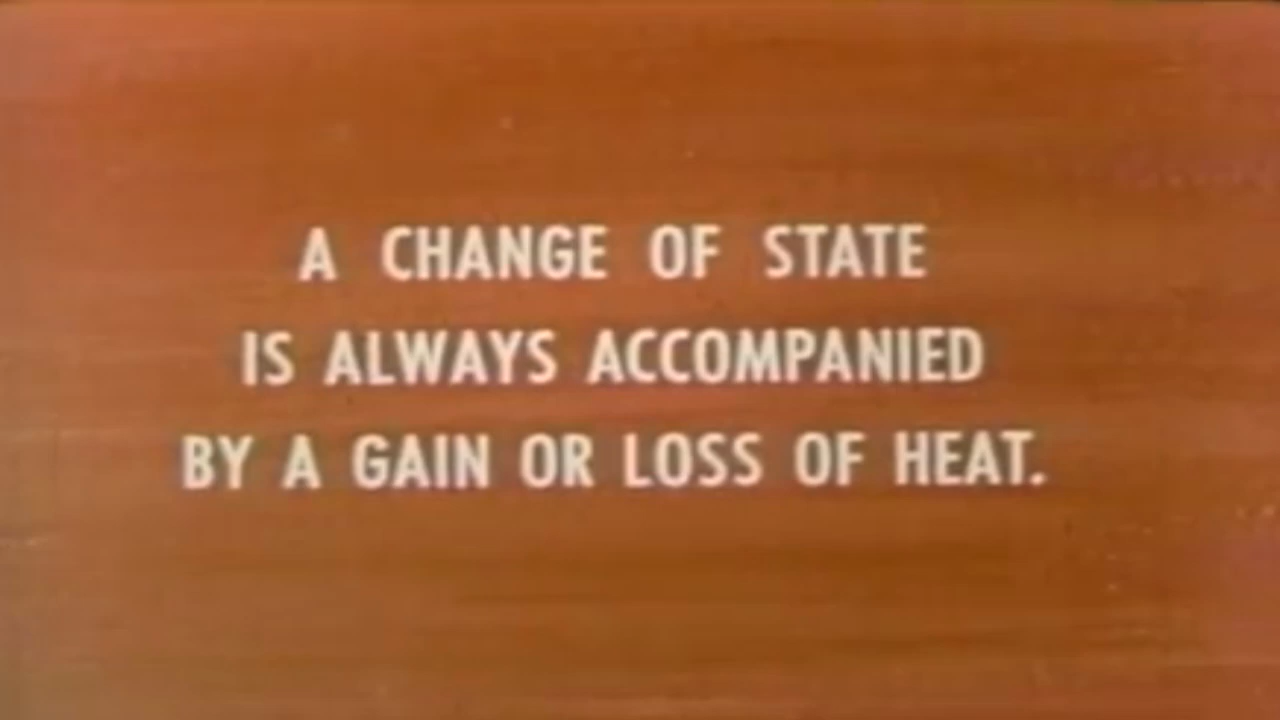 A CHANGE OF STATE
IS ALWAYS ACCOMPANIED
BY A GAIN OR LOSS OF HEAT.